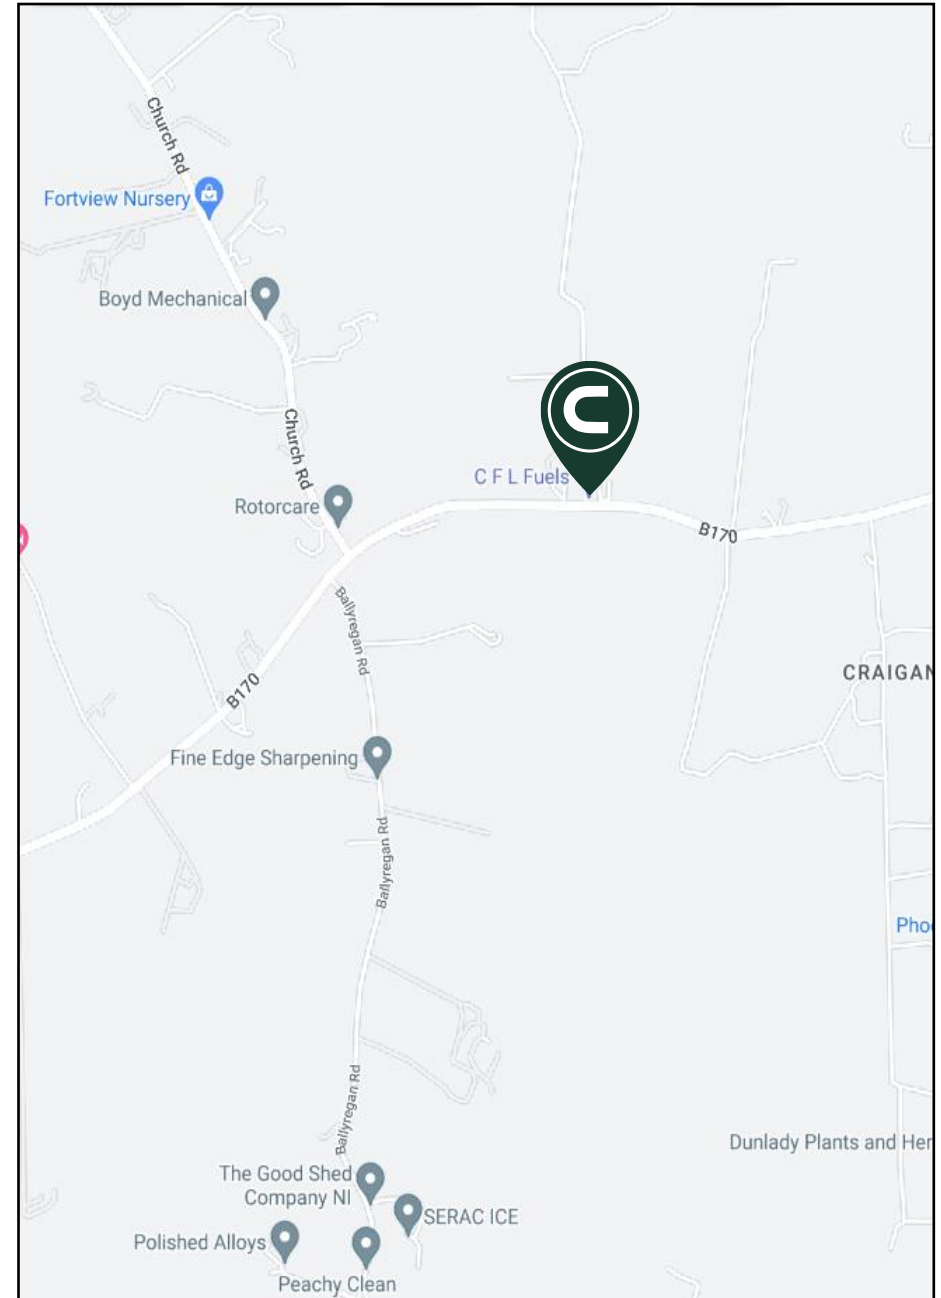 Church Rd
Fortview Nursery
Boyd Mechanical
Church Rd
C F L Fuels
Rotorcare
B170
Ballyregan Rd
CRAIGAN
B170
Fine Edge Sharpening
Ballyregan Rd
Pho
Ballyregan Rd
Dunlady Plants and Her
The Good Shed
Company NI
SERAC ICE
Polished Alloys
Peachy Clean